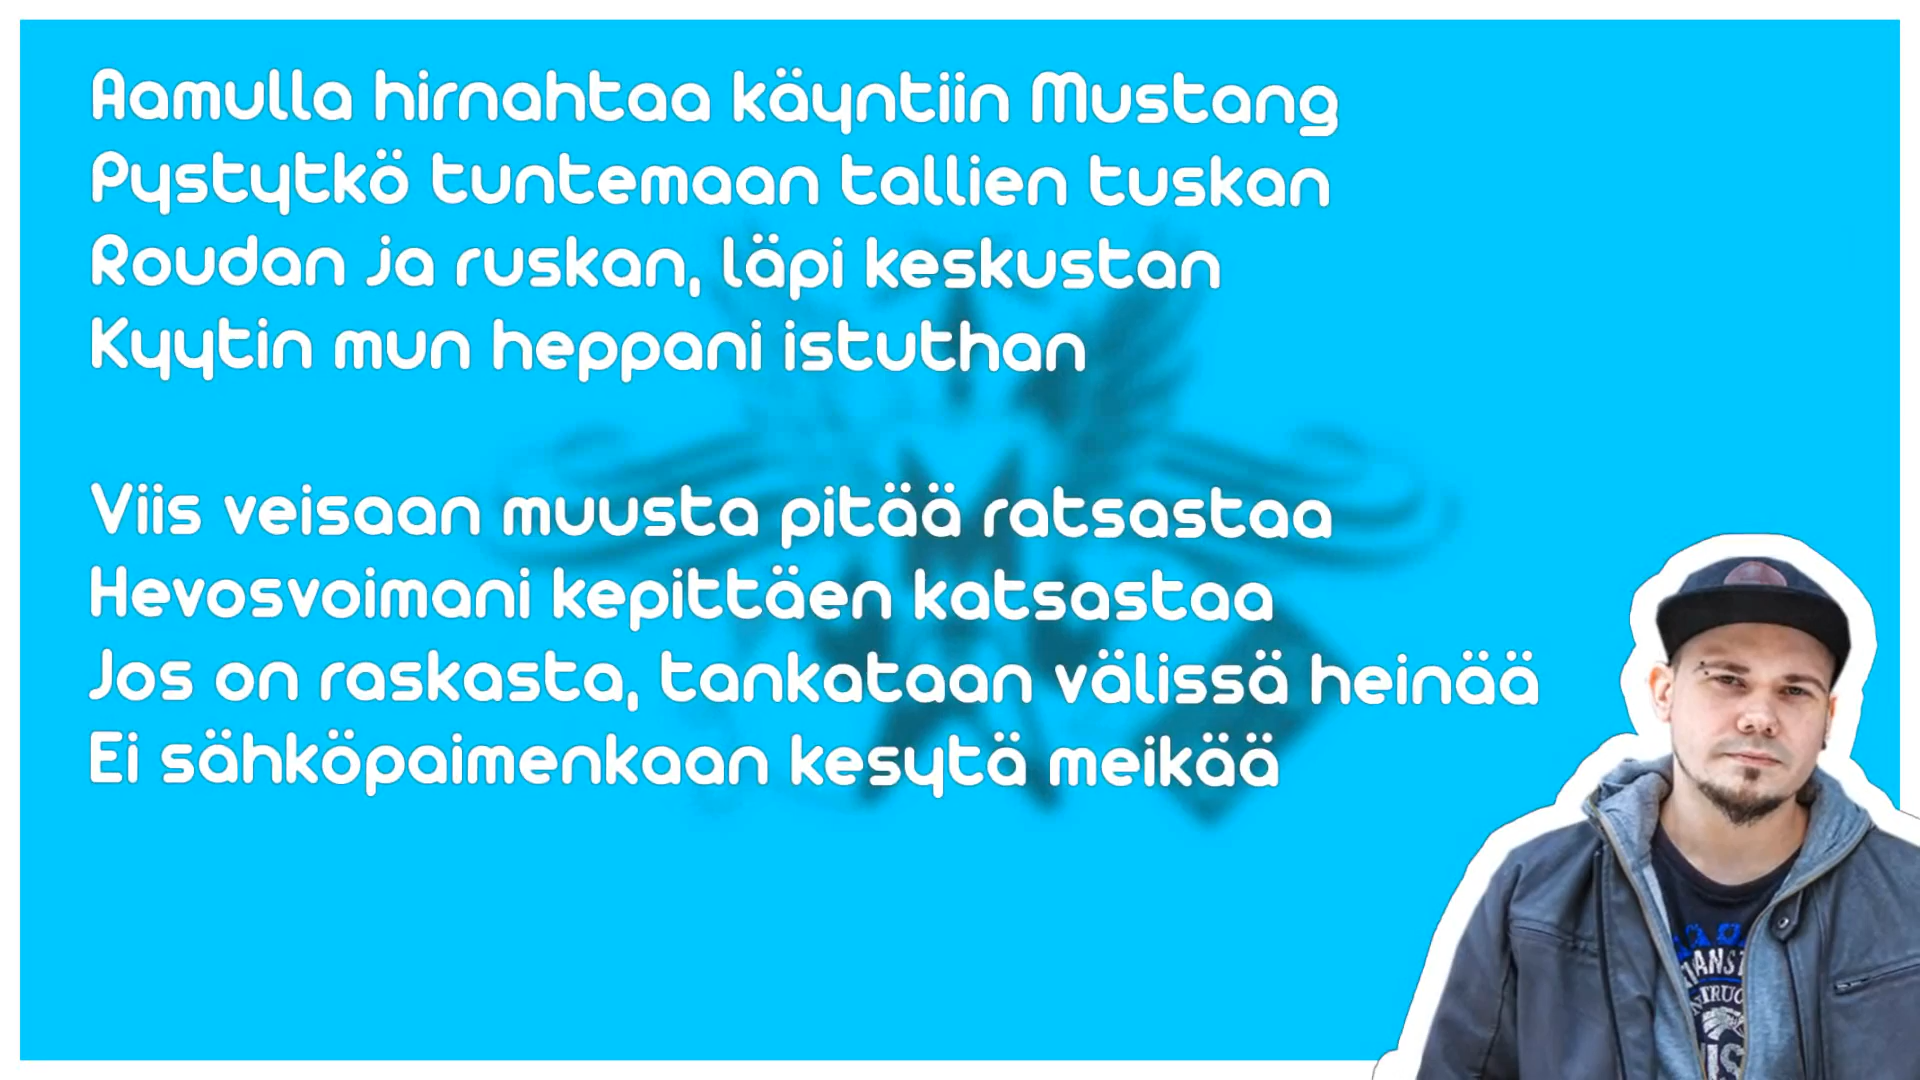 Aamulla hirnahtaa käyntiin Mustang
Pystytkö tuntemaan tallien tuskan
Roudan ja ruskan, läpi keskustan
Kyytin mun heppani istuthan
Viis veisaan muusta pitää ratsastaa
Hevosvoimani kepittäen katsastaa
Jos on raskasta, tankataan välissä heinää
Ei sähköpaimenkaan kesytä meikää